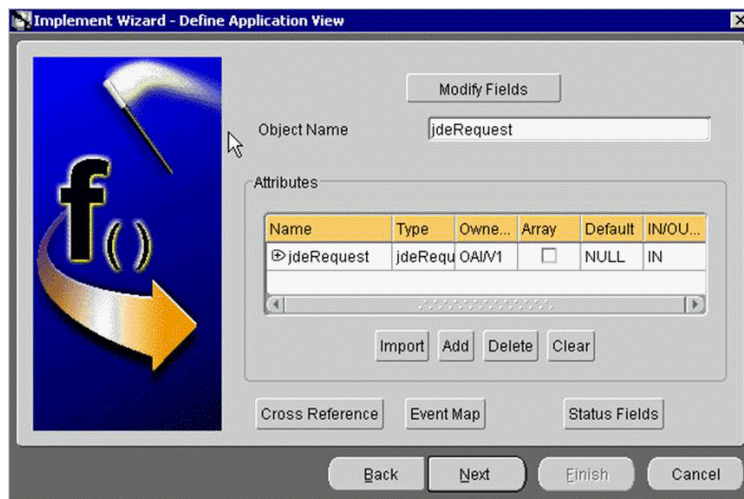 Implement Wizard - Define Application View
Modify Fields
Object Name jdeRequest
Attributes
Name Type Owne... Array Default IN/OU...
jdeRequest jdeRequ OAI/V1 NULL IN
Import Add Delete Clear
Cross Reference Event Map Status Fields
f()
Back Next Finish Cancel